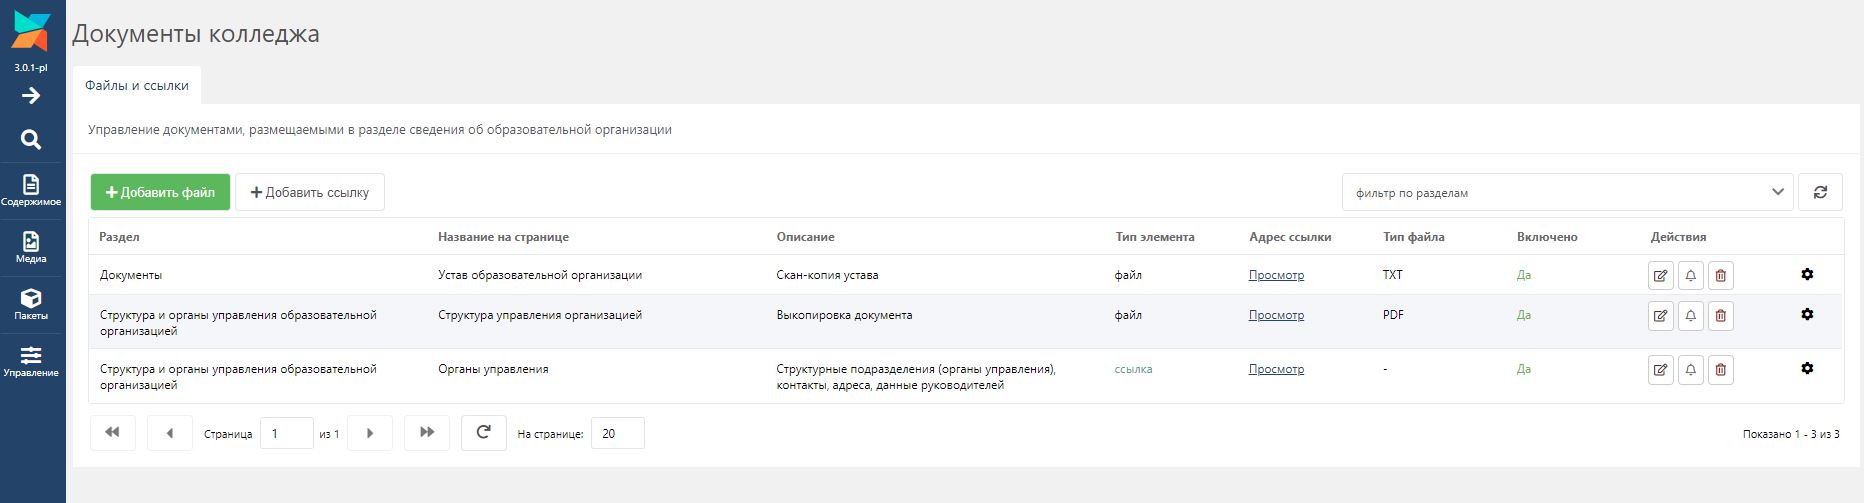 Документы колледжа
3.0.1-pl
Файлы и ссылки
Управление документами, размещаемыми в разделе сведения об образовательной организации
Содержимое
Медиа
Пакеты
Управление
Добавить файл Добавить ссылку фильтр по разделам
Раздел Название на странице Описание Тип элемента Адрес ссылки Тип файла Включено Действия
Документы Устав образовательной организации Скан-копия устава файл Просмотр TXT Да
Структура и органы управления образовательной Структура управления организацией Выкопировка документа файл Просмотр PDF Да
организацией
Структура и органы управления образовательной Органы управления Структурные подразделения (органы управления), ссылка Просмотр - Да
организацией контакты, адреса, данные руководителей
Страница 1 из 1 На странице: 20 Показано 1 - 3 из 3